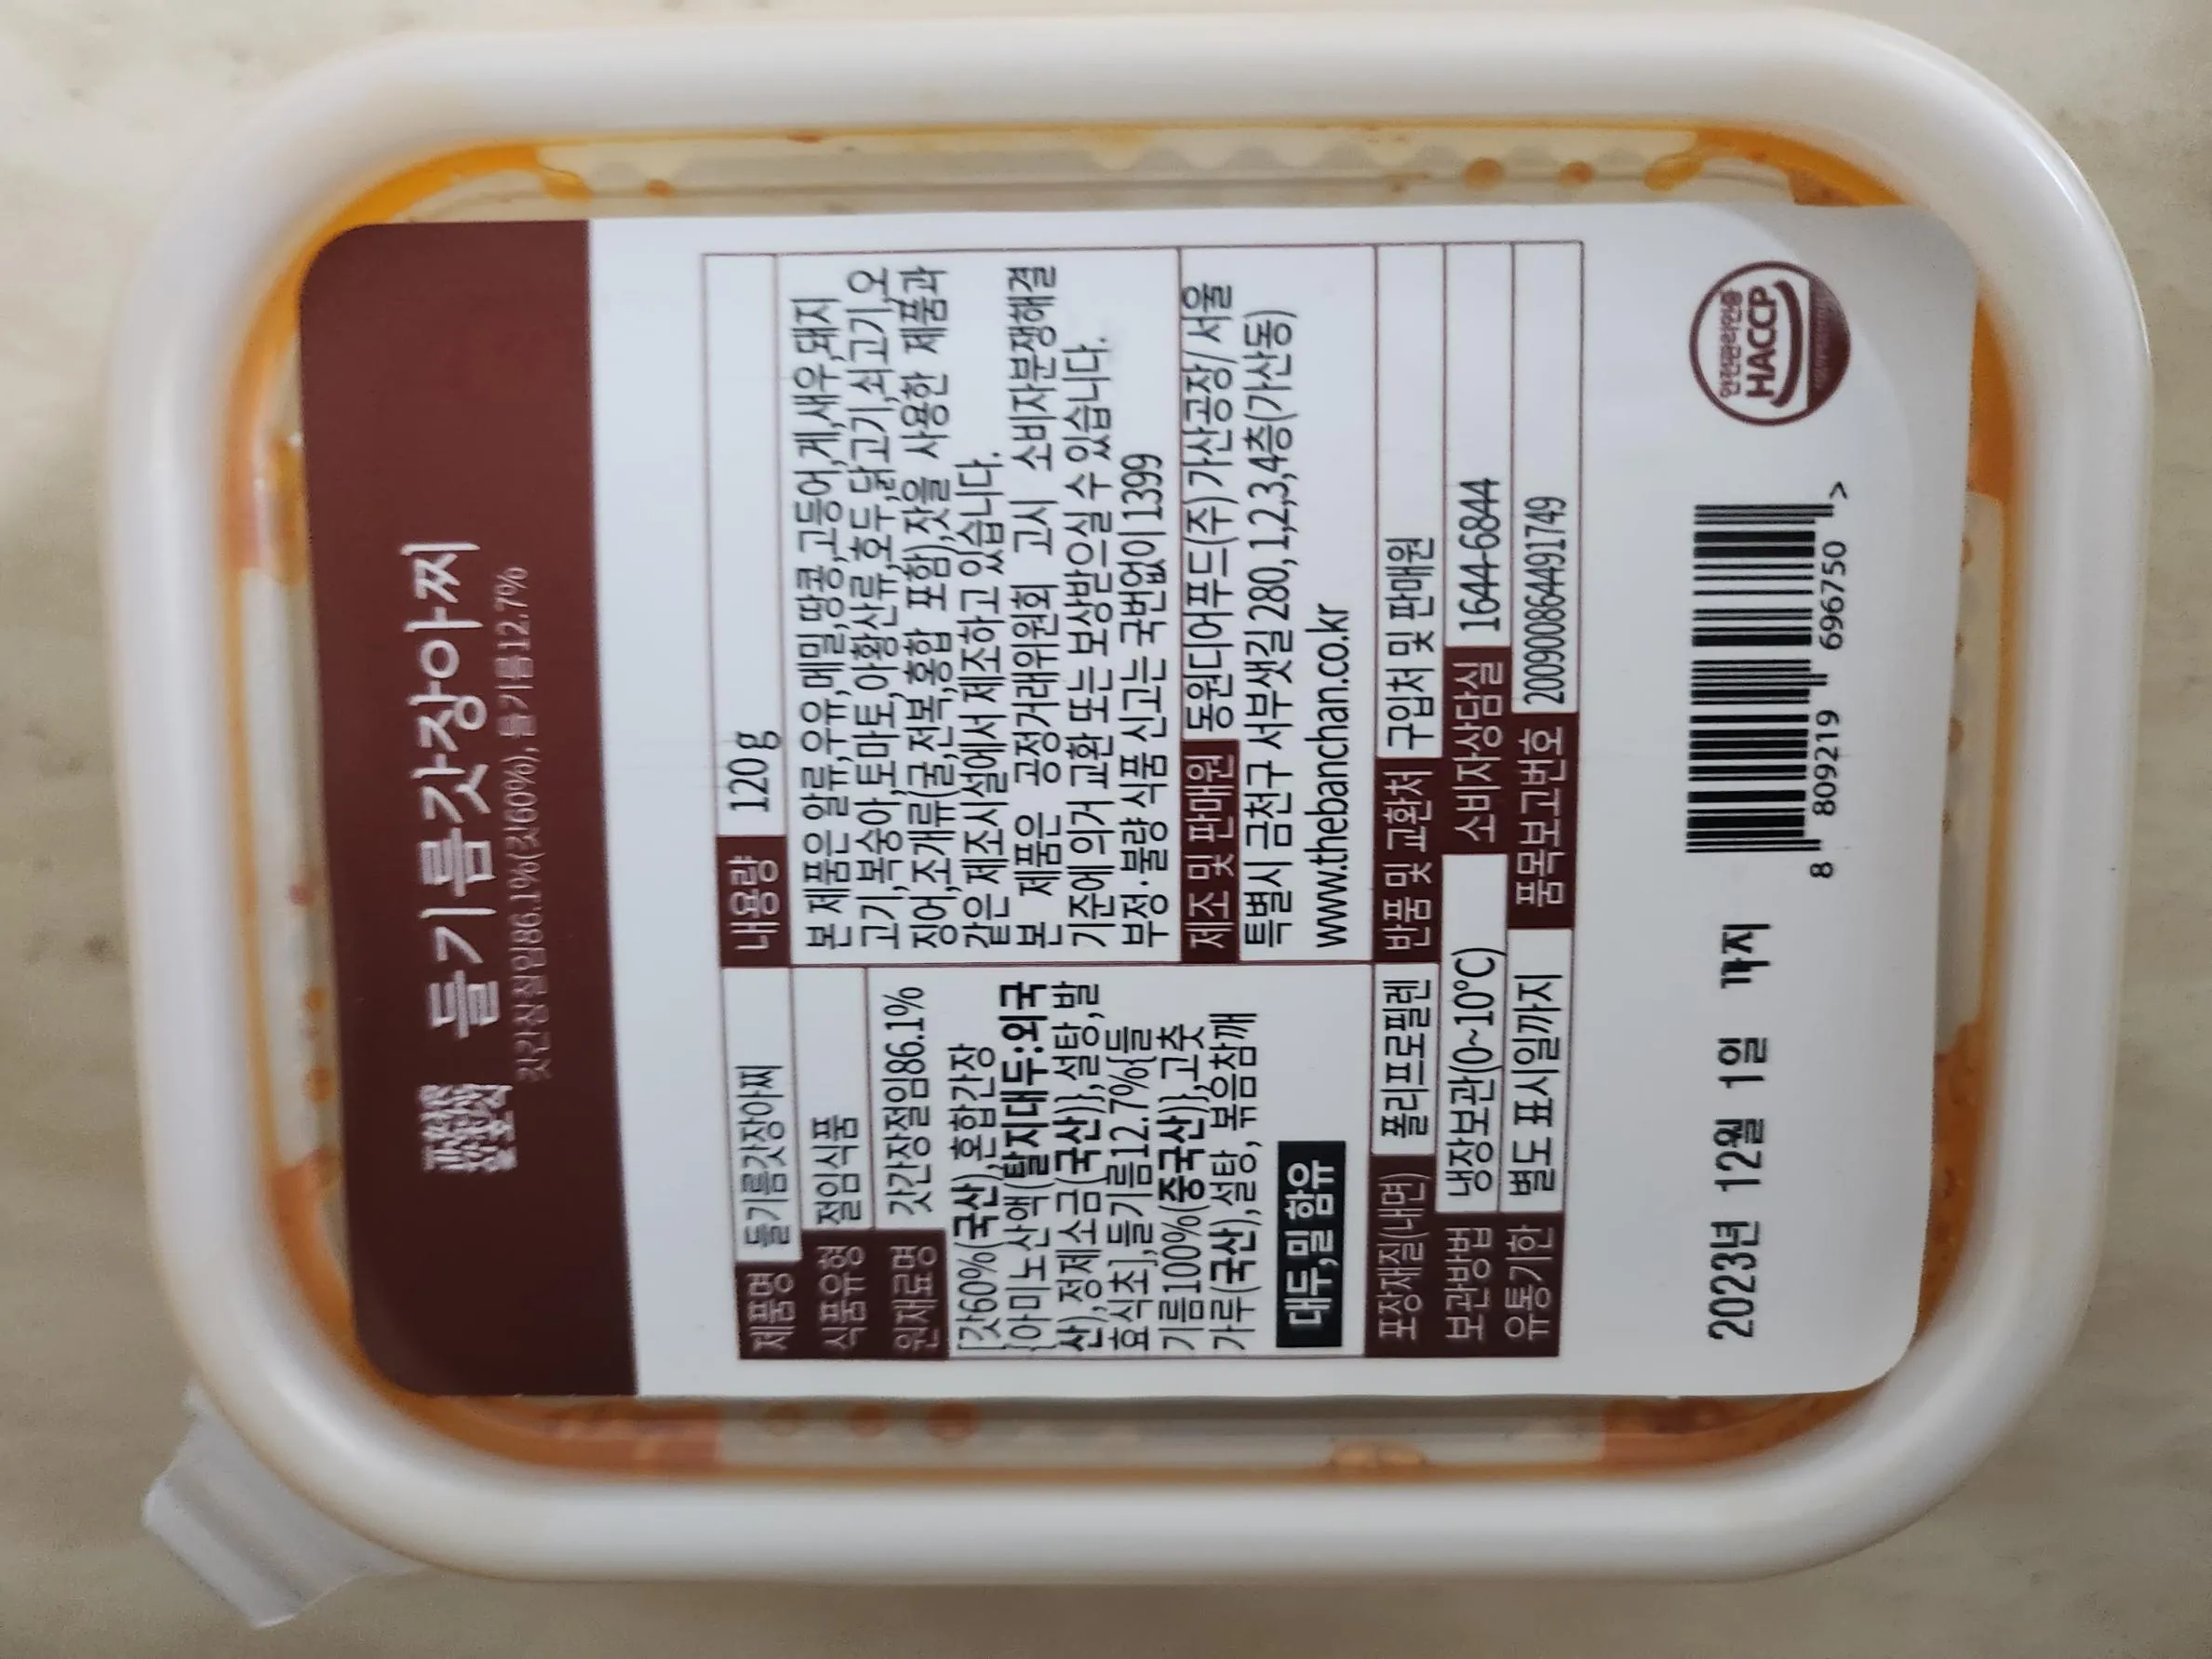 들기름갓장아찌
갓간장절임86.1%(갓60%), 들기름12.7%
제품명 들기름갓장아찌
식품유형 절임식품
원재료명 갓간장절임86.1%
[갓60%(국산),혼합간장
{아미노산액(탈지대두:외국
산),정제소금(국산)},설탕,발
효식초],들기름12.7%{들
기름100%(중국산)},고춧
가루(국산),설탕, 볶음참깨
대두,밀 함유
내용량 120g
본 제품은 알류,우유,메밀,땅콩,고등어,게,새우,돼지
고기,복숭아,토마토,아황산류,호두,닭고기,쇠고기,오
징어,조개류(굴,전복,홍합 포함),잣을 사용한 제품과
같은 제조시설에서 제조하고 있습니다.
본 제품은 공정거래위원회 고시 소비자분쟁해결
기준에 의거 교환 또는 보상받으실 수 있습니다.
부정·불량 식품 신고는 국번없이 1399
제조 및 판매원 동원디어푸드(주) 가산공장/ 서울
특별시 금천구 서부샛길 280, 1,2,3,4층(가산동)
www.thebanchan.co.kr
포장재질(내면) 폴리프로필렌 반품 및 교환처 구입처 및 판매원
보관방법 냉장보관(0~10°C) 소비자상담실 1644-6844
유통기한 별도 표시일까지 품목보고번호 200900864491749
2023년 12월 1일 까지
8 809219 696750 >
안전관리인증
HACCP